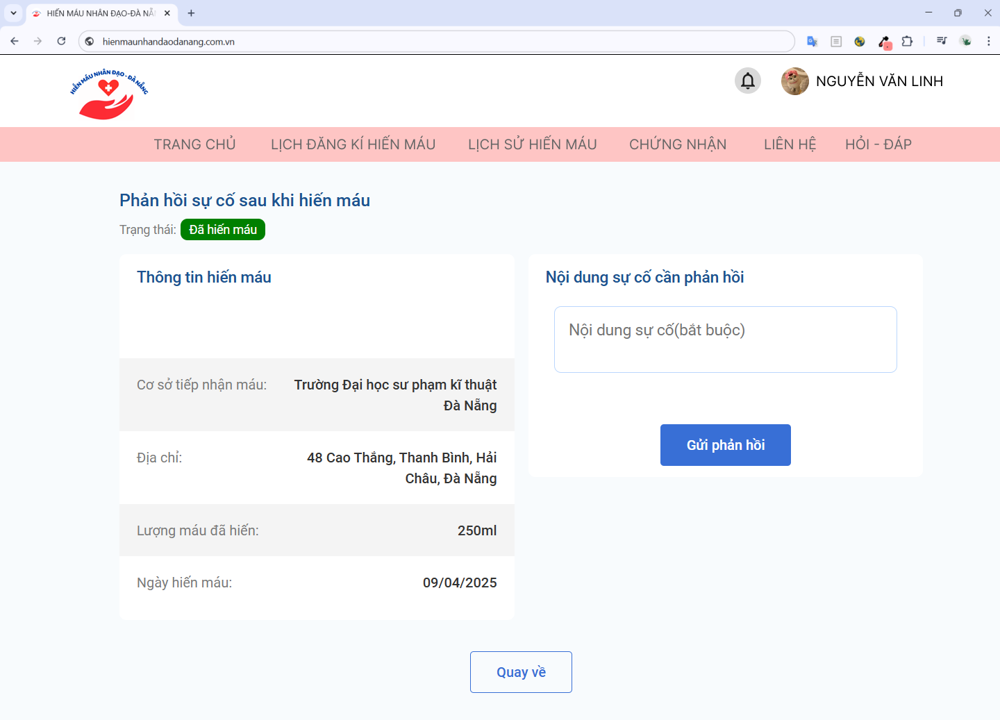 HIẾN MÁU NHÂN ĐẠO-ĐÀ NẴ
hienmaunhandaodanang.com.vn
HIẾN MÁU NHÂN ĐẠO - ĐÀ NẴNG
NGUYỄN VĂN LINH
TRANG CHỦ LỊCH ĐĂNG KÍ HIẾN MÁU LỊCH SỬ HIẾN MÁU CHỨNG NHẬN LIÊN HỆ HỎI - ĐÁP
Phản hồi sự cố sau khi hiến máu
Trạng thái: Đã hiến máu
Thông tin hiến máu
Cơ sở tiếp nhận máu: Trường Đại học sư phạm kĩ thuật
Đà Nẵng
Địa chỉ: 48 Cao Thắng, Thanh Bình, Hải
Châu, Đà Nẵng
Lượng máu đã hiến: 250ml
Ngày hiến máu: 09/04/2025
Nội dung sự cố cần phản hồi
Nội dung sự cố(bắt buộc)
Gửi phản hồi
Quay về